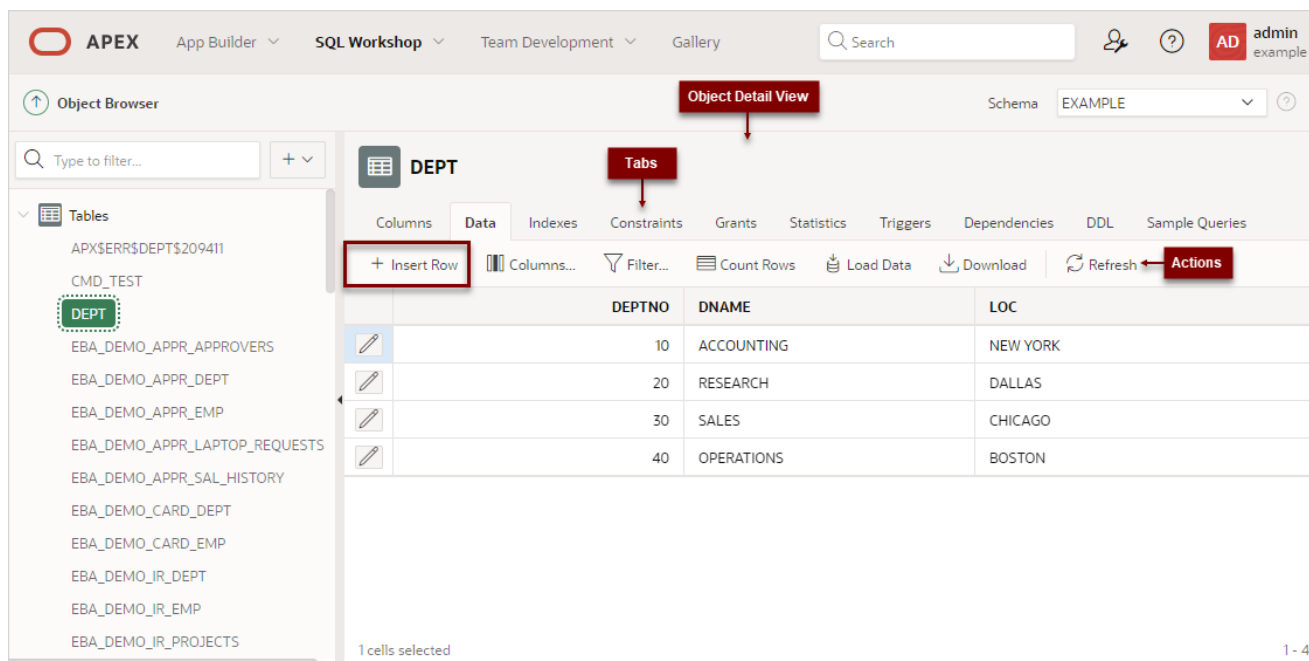 APEX App Builder SQL Workshop Team Development Gallery Search AD admin
example
Object Browser Object Detail View Schema EXAMPLE
Type to filter...
DEPT Tabs
Tables
Columns Data Indexes Constraints Grants Statistics Triggers Dependencies DDL Sample Queries
APX$ERR$DEPT$209411
+ Insert Row Columns... Filter... Count Rows Load Data Download Refresh Actions
CMD_TEST
DEPT
DEPTNO DNAME LOC
EBA_DEMO_APPR_APPROVERS
10 ACCOUNTING NEW YORK
EBA_DEMO_APPR_DEPT
20 RESEARCH DALLAS
EBA_DEMO_APPR_EMP
30 SALES CHICAGO
EBA_DEMO_APPR_LAPTOP_REQUESTS
40 OPERATIONS BOSTON
EBA_DEMO_APPR_SAL_HISTORY
EBA_DEMO_CARD_DEPT
EBA_DEMO_CARD_EMP
EBA_DEMO_IR_DEPT
EBA_DEMO_IR_EMP
EBA_DEMO_IR_PROJECTS
1 cells selected 1 - 4